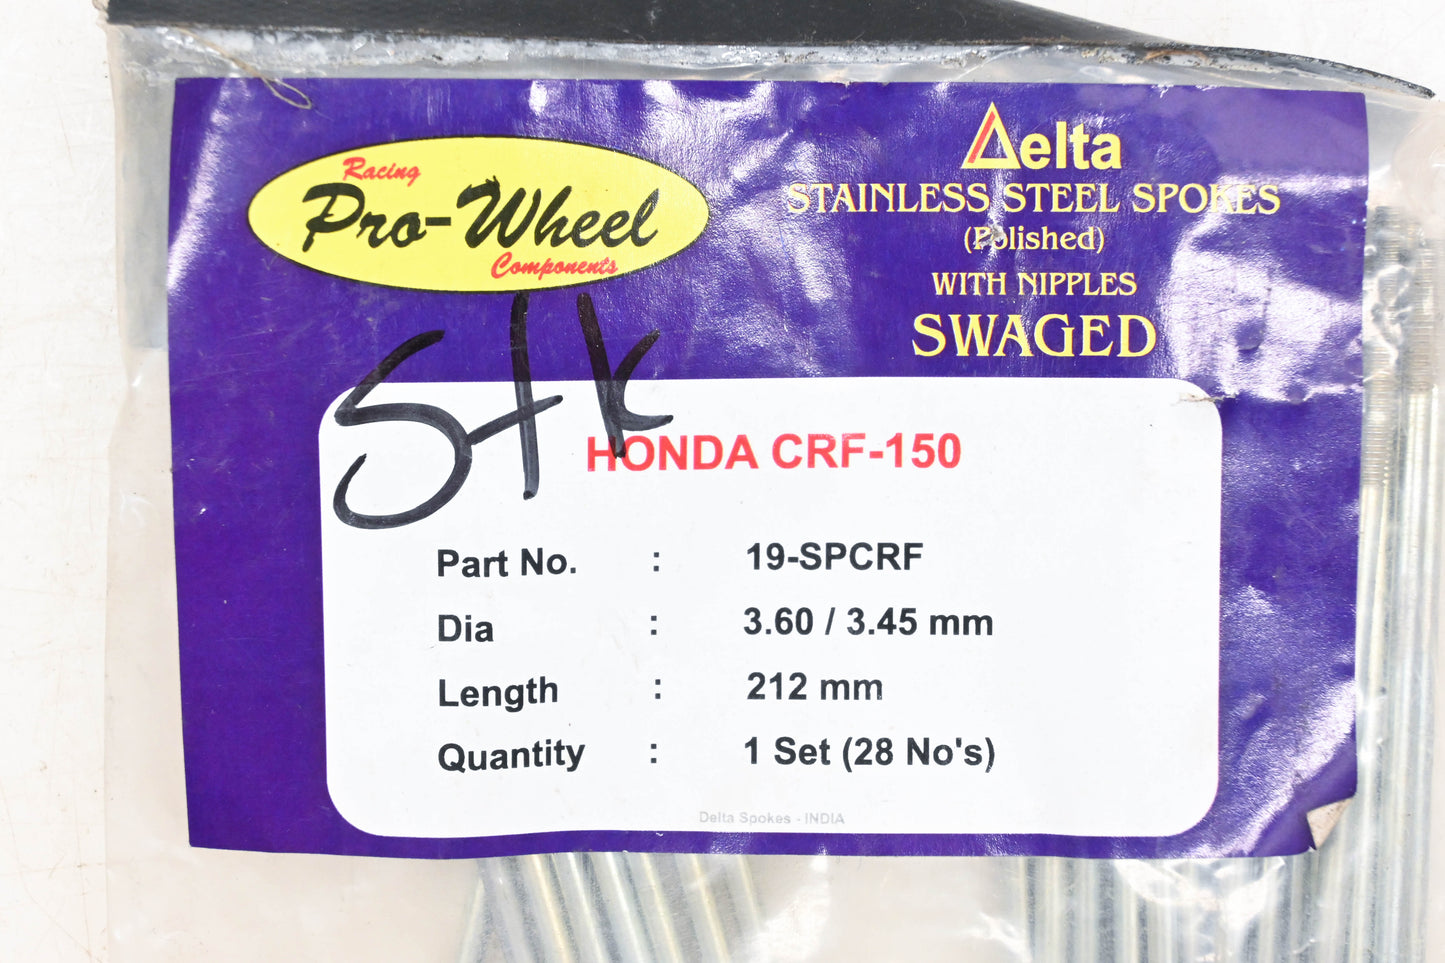 Racing
Pro-Wheel
Components
Delta
STAINLESS STEEL SPOKES
(Polished)
WITH NIPPLES
SWAGED
Stk
HONDA CRF-150
Part No. : 19-SPCRF
Dia : 3.60 / 3.45 mm
Length : 212 mm
Quantity : 1 Set (28 No's)
Delta Spokes - INDIA